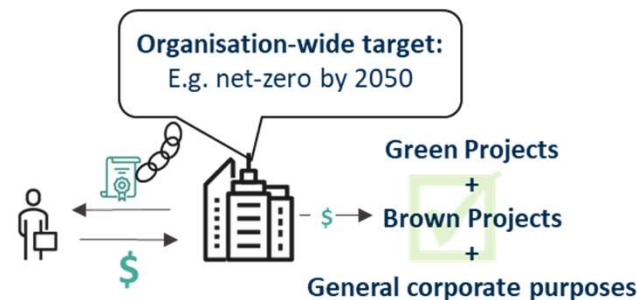 Organisation-wide target:
E.g. net-zero by 2050
Green Projects
+
$
Brown Projects
+
$
General corporate purposes